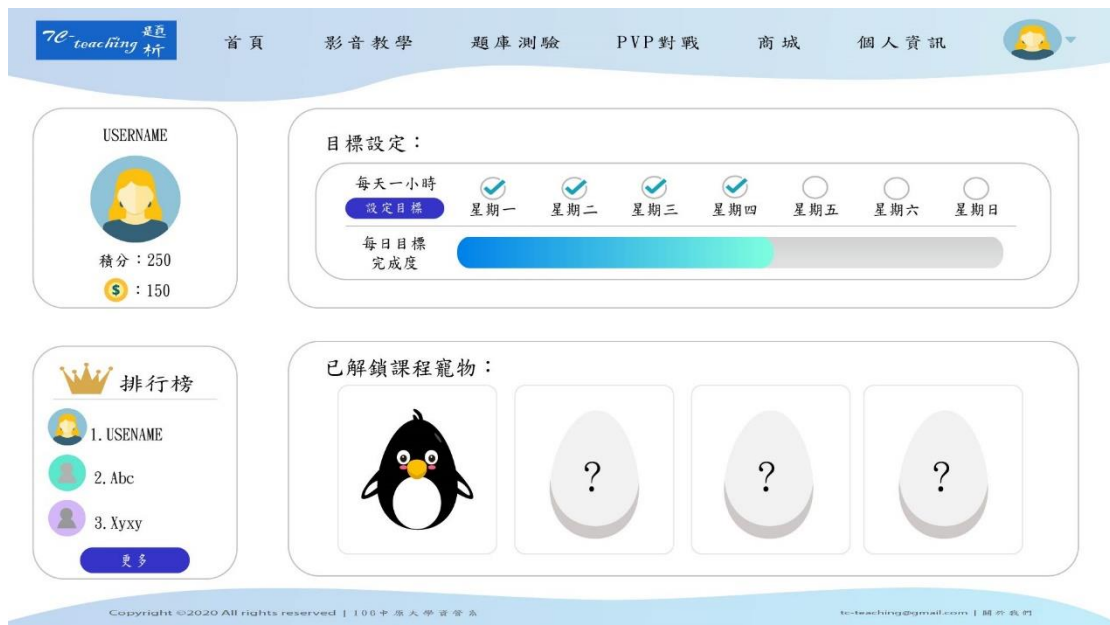 TC-teaching 題析
首頁 影音教學 題庫測驗 PVP對戰 商城 個人資訊
USERNAME
積分：250
$ ：150
目標設定：
每天一小時
設定目標
星期一 星期二 星期三 星期四 星期五 星期六 星期日
每日目標
完成度
排行榜
1. USENAME
2. Abc
3. Xyxy
更多
已解鎖課程寵物：
? ? ?
Copyright ©2020 All rights reserved | 106中原大學資管系
tc-teaching@gmail.com | 關於我們